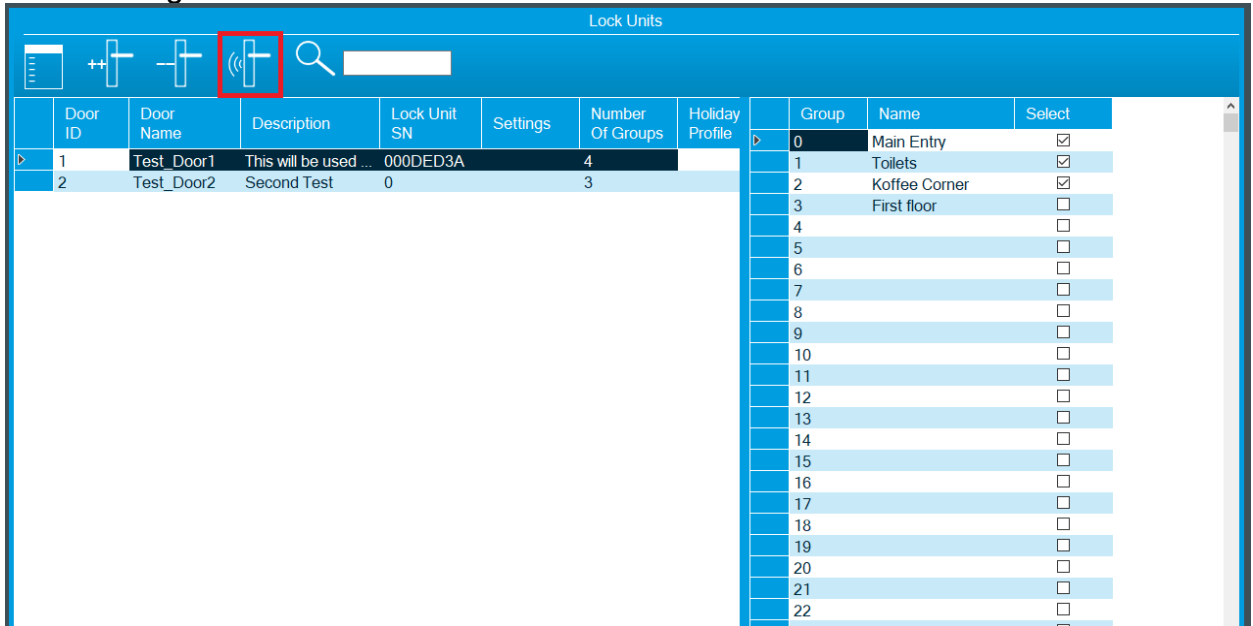 Lock Units
++
--
Door ID
Door Name
Description
Lock Unit SN
Settings
Number Of Groups
Holiday Profile
1 Test_Door1 This will be used ... 000DED3A 4
2 Test_Door2 Second Test 0 3
Group Name Select
0 Main Entry
1 Toilets
2 Koffee Corner
3 First floor
4
5
6
7
8
9
10
11
12
13
14
15
16
17
18
19
20
21
22